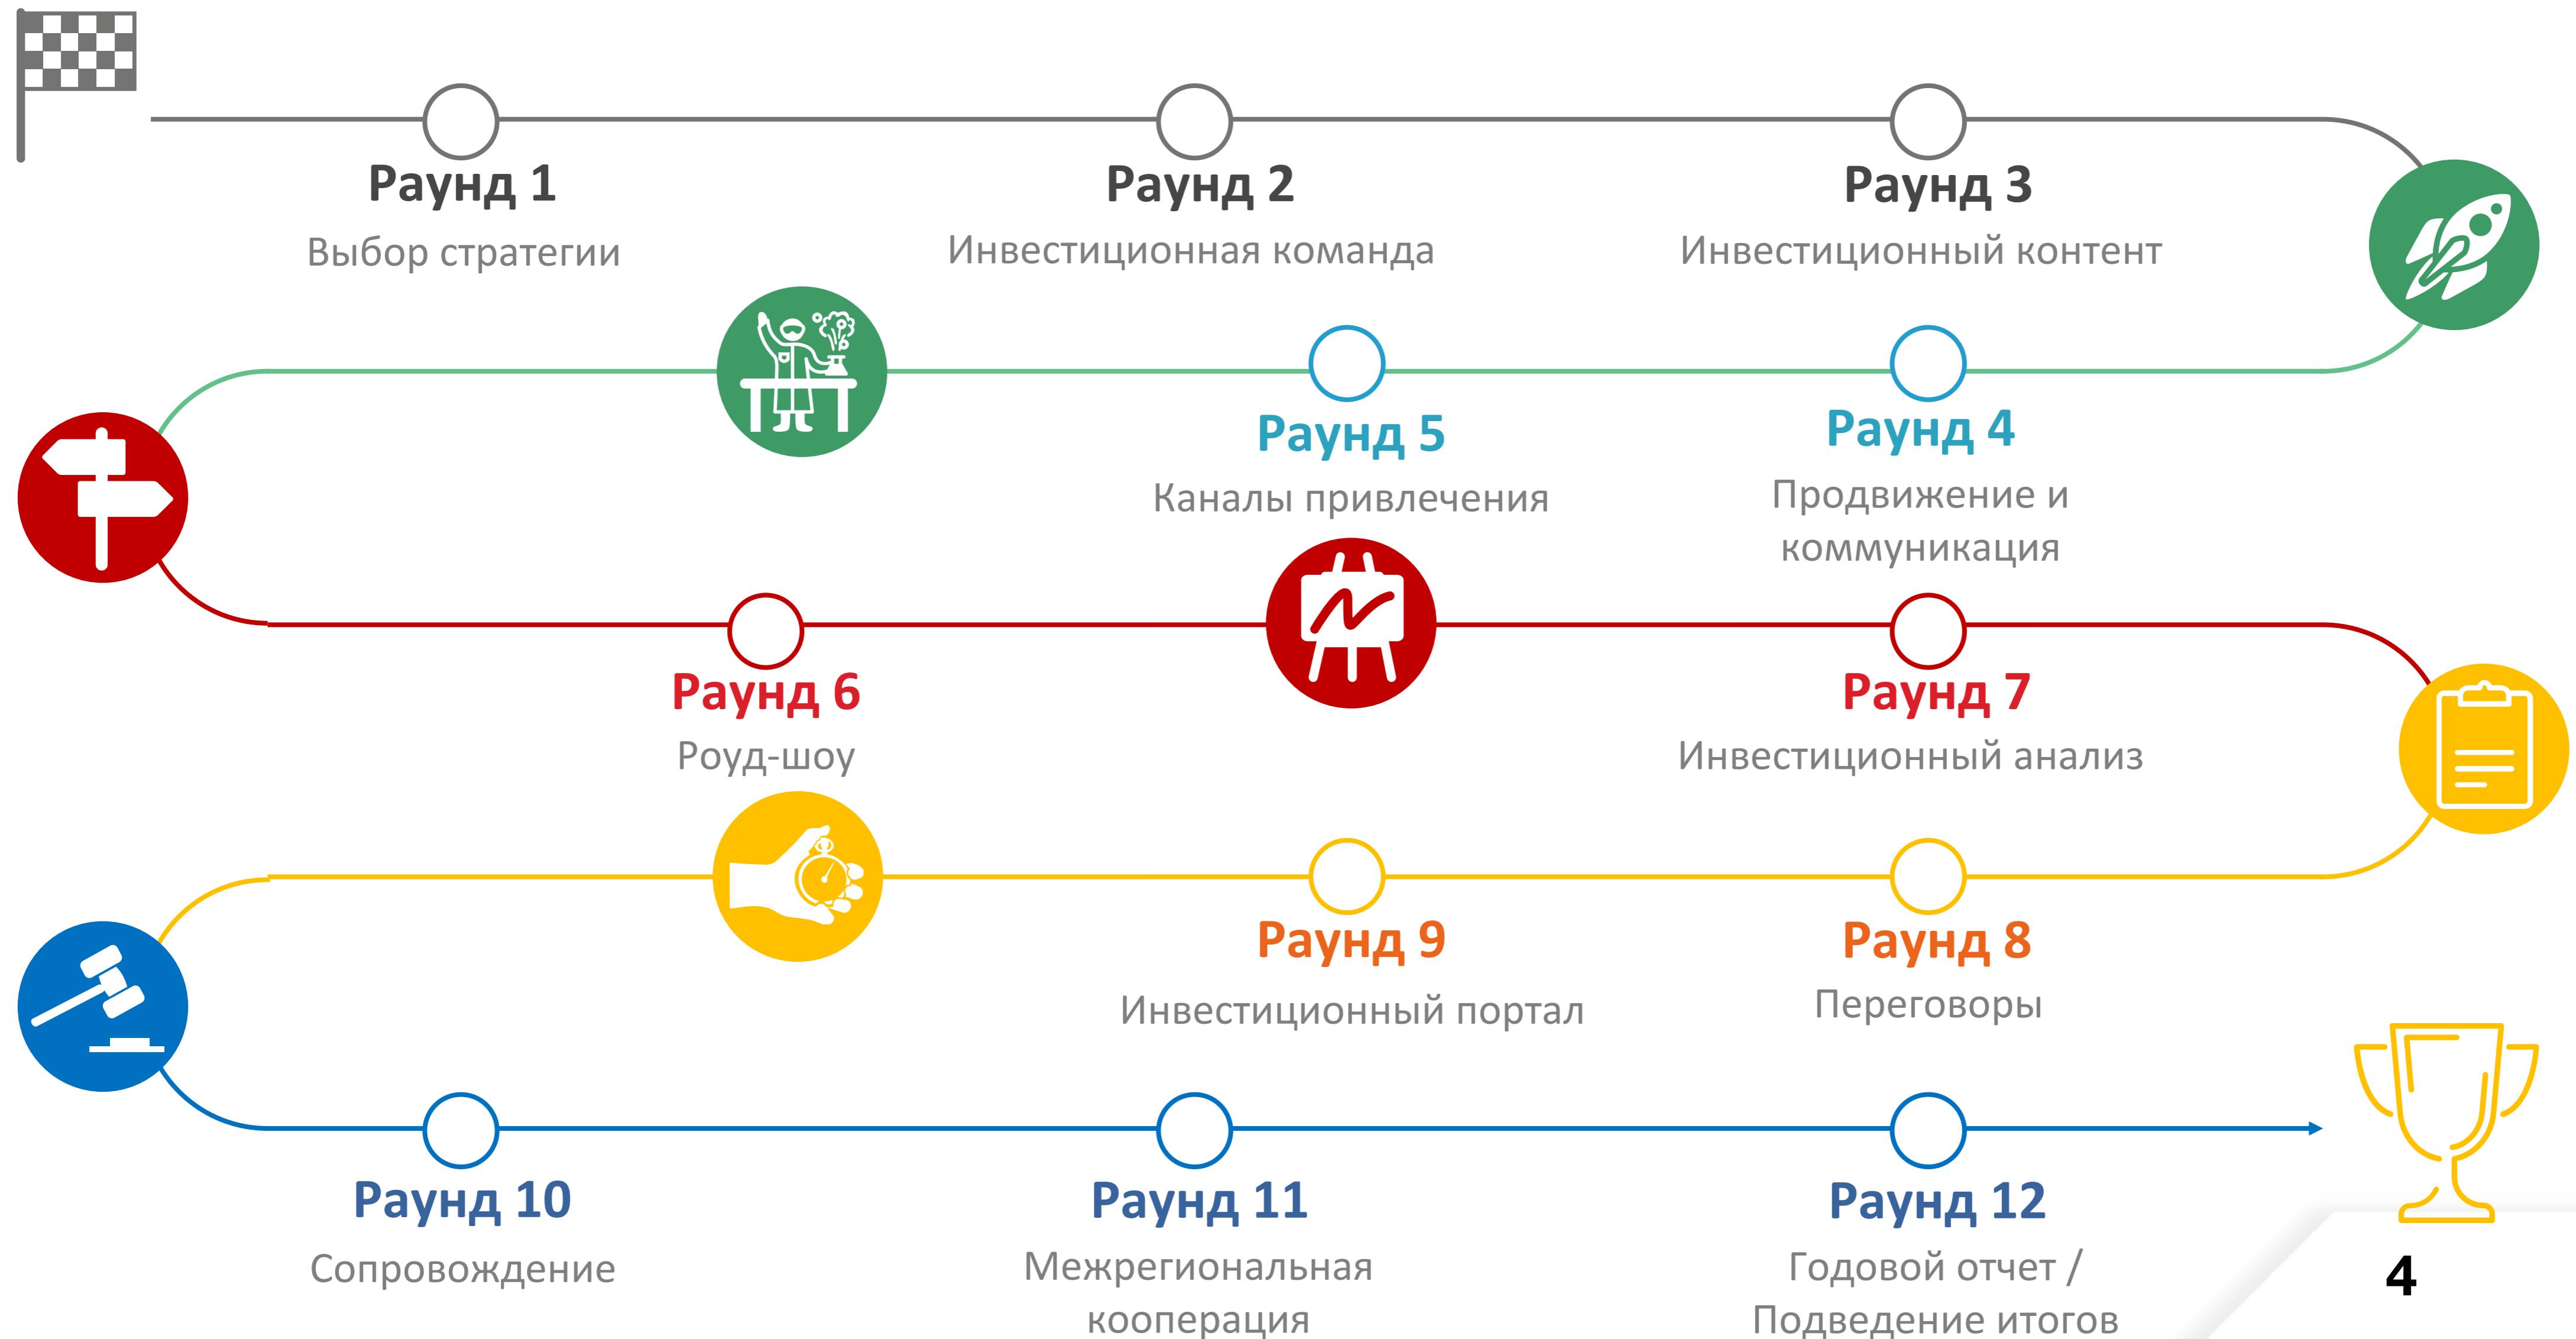 Раунд 1
Выбор стратегии
Раунд 2
Инвестиционная команда
Раунд 3
Инвестиционный контент
Раунд 4
Продвижение и
коммуникация
Раунд 5
Каналы привлечения
Раунд 6
Роуд-шоу
Раунд 7
Инвестиционный анализ
Раунд 8
Переговоры
Раунд 9
Инвестиционный портал
Раунд 10
Сопровождение
Раунд 11
Межрегиональная
кооперация
Раунд 12
Годовой отчет /
Подведение итогов
4